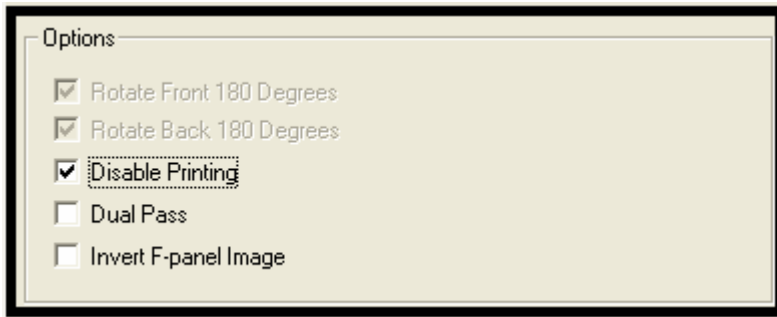 Options
Rotate Front 180 Degrees
Rotate Back 180 Degrees
Disable Printing
Dual Pass
Invert F-panel Image